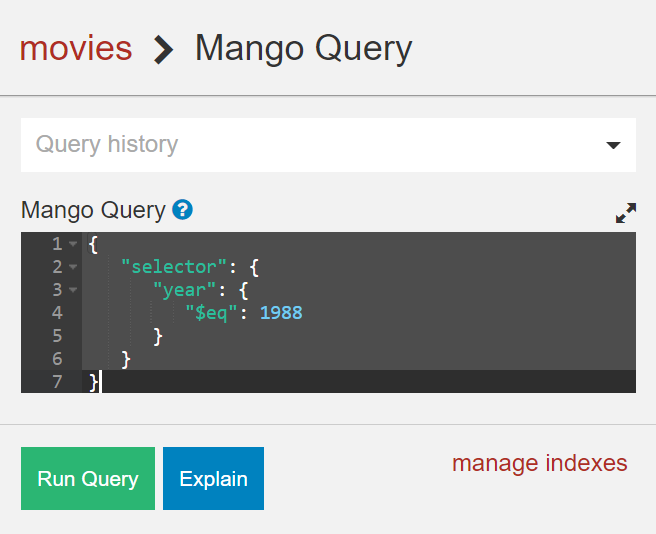 movies > Mango Query
Query history
Mango Query ?
1 {
2 "selector": {
3 "year": {
4 "$eq": 1988
5 }
6 }
7 }
Run Query Explain manage indexes